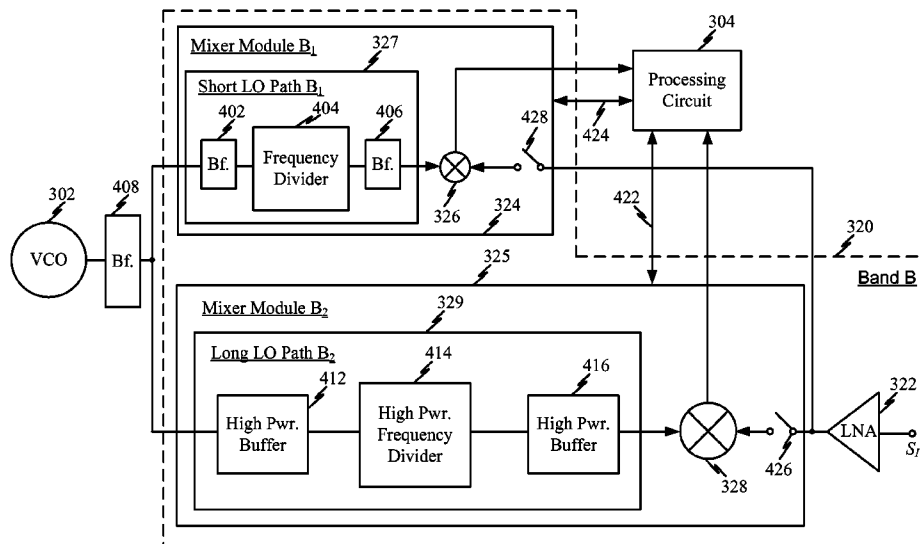 Mixer Module B1
327
304
Short LO Path B1
402
404
406
428
Processing
Circuit
424
Bf.
Frequency
Divider
Bf.
326
302
408
324
422
VCO
Bf.
325
320
Band B
Mixer Module B2
329
Long LO Path B2
412
414
416
322
High Pwr.
Buffer
High Pwr.
Frequency
Divider
High Pwr.
Buffer
LNA
426
328
SI